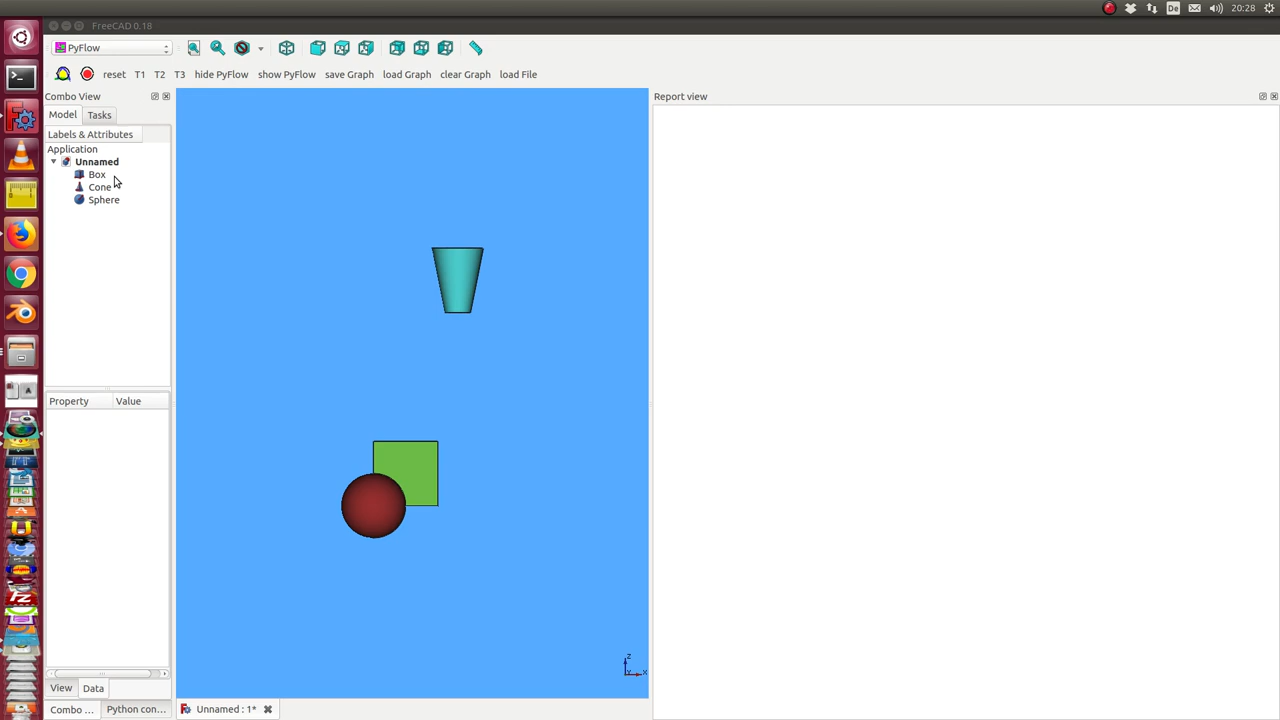 De
20:28
FreeCAD 0.18
PyFlow
reset T1 T2 T3 hide PyFlow show PyFlow save Graph load Graph clear Graph load File
Combo View
Report view
Model Tasks
Labels & Attributes
Application
Unnamed
Box
Cone
Sphere
A
Property Value
z
x
View Data
Combo ... Python con...
Unnamed : 1*